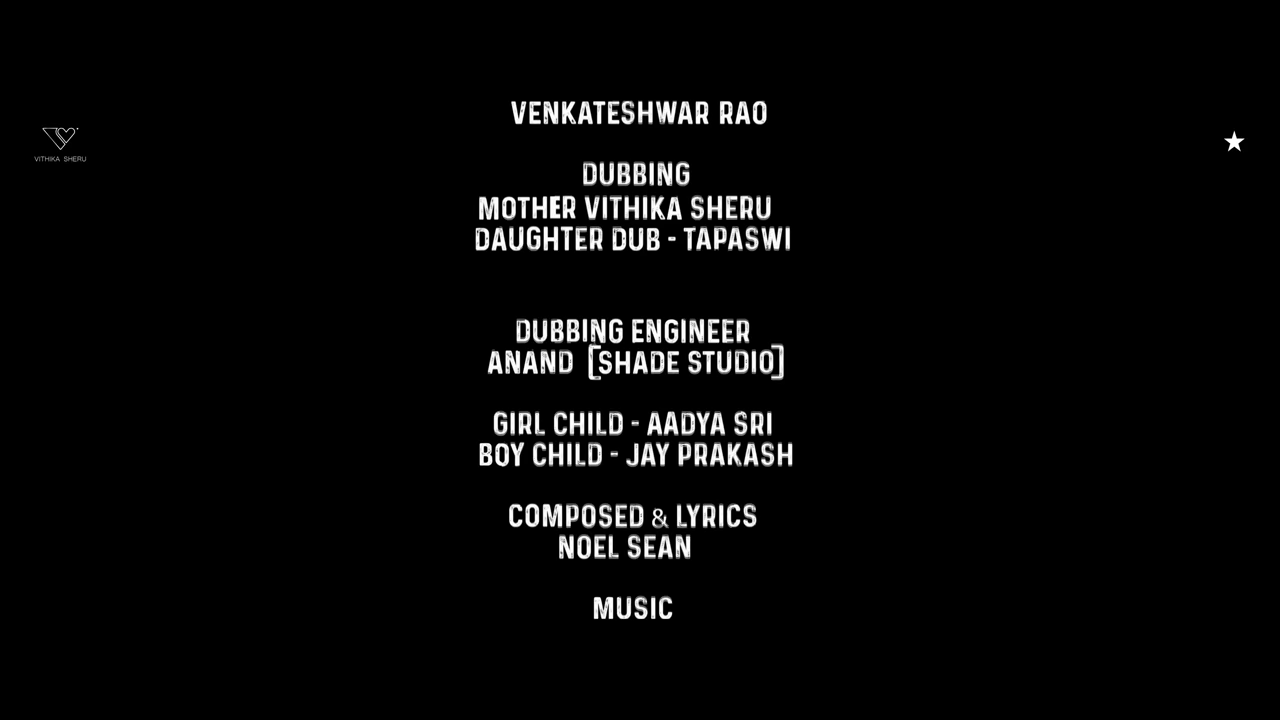 VENKATESHWAR RAO
VITHIKA SHERU
DUBBING
MOTHER VITHIKA SHERU
DAUGHTER DUB - TAPASWI
DUBBING ENGINEER
ANAND [SHADE STUDIO]
GIRL CHILD - AADYA SRI
BOY CHILD - JAY PRAKASH
COMPOSED & LYRICS
NOEL SEAN
MUSIC